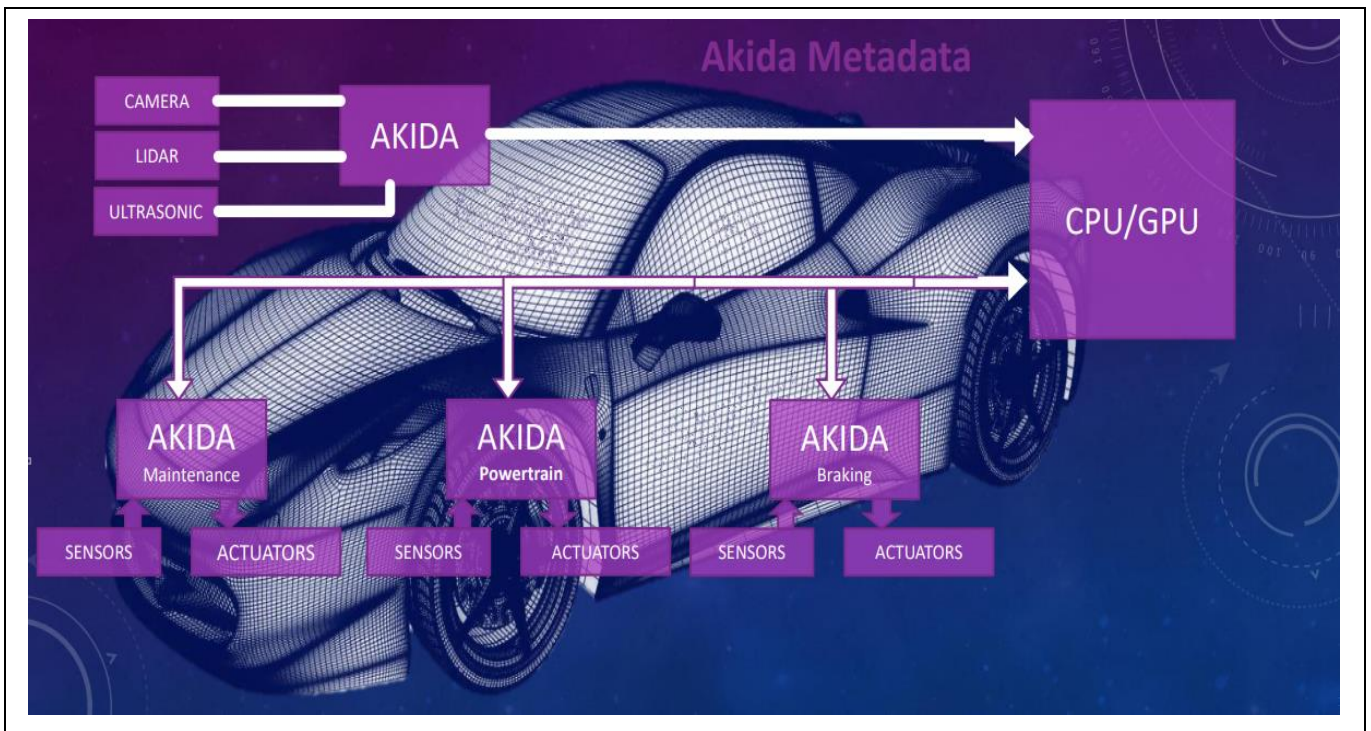 Akida Metadata
CAMERA
LIDAR
ULTRASONIC
AKIDA
CPU/GPU
AKIDA
Maintenance
AKIDA
Powertrain
AKIDA
Braking
SENSORS
ACTUATORS
SENSORS
ACTUATORS
SENSORS
ACTUATORS